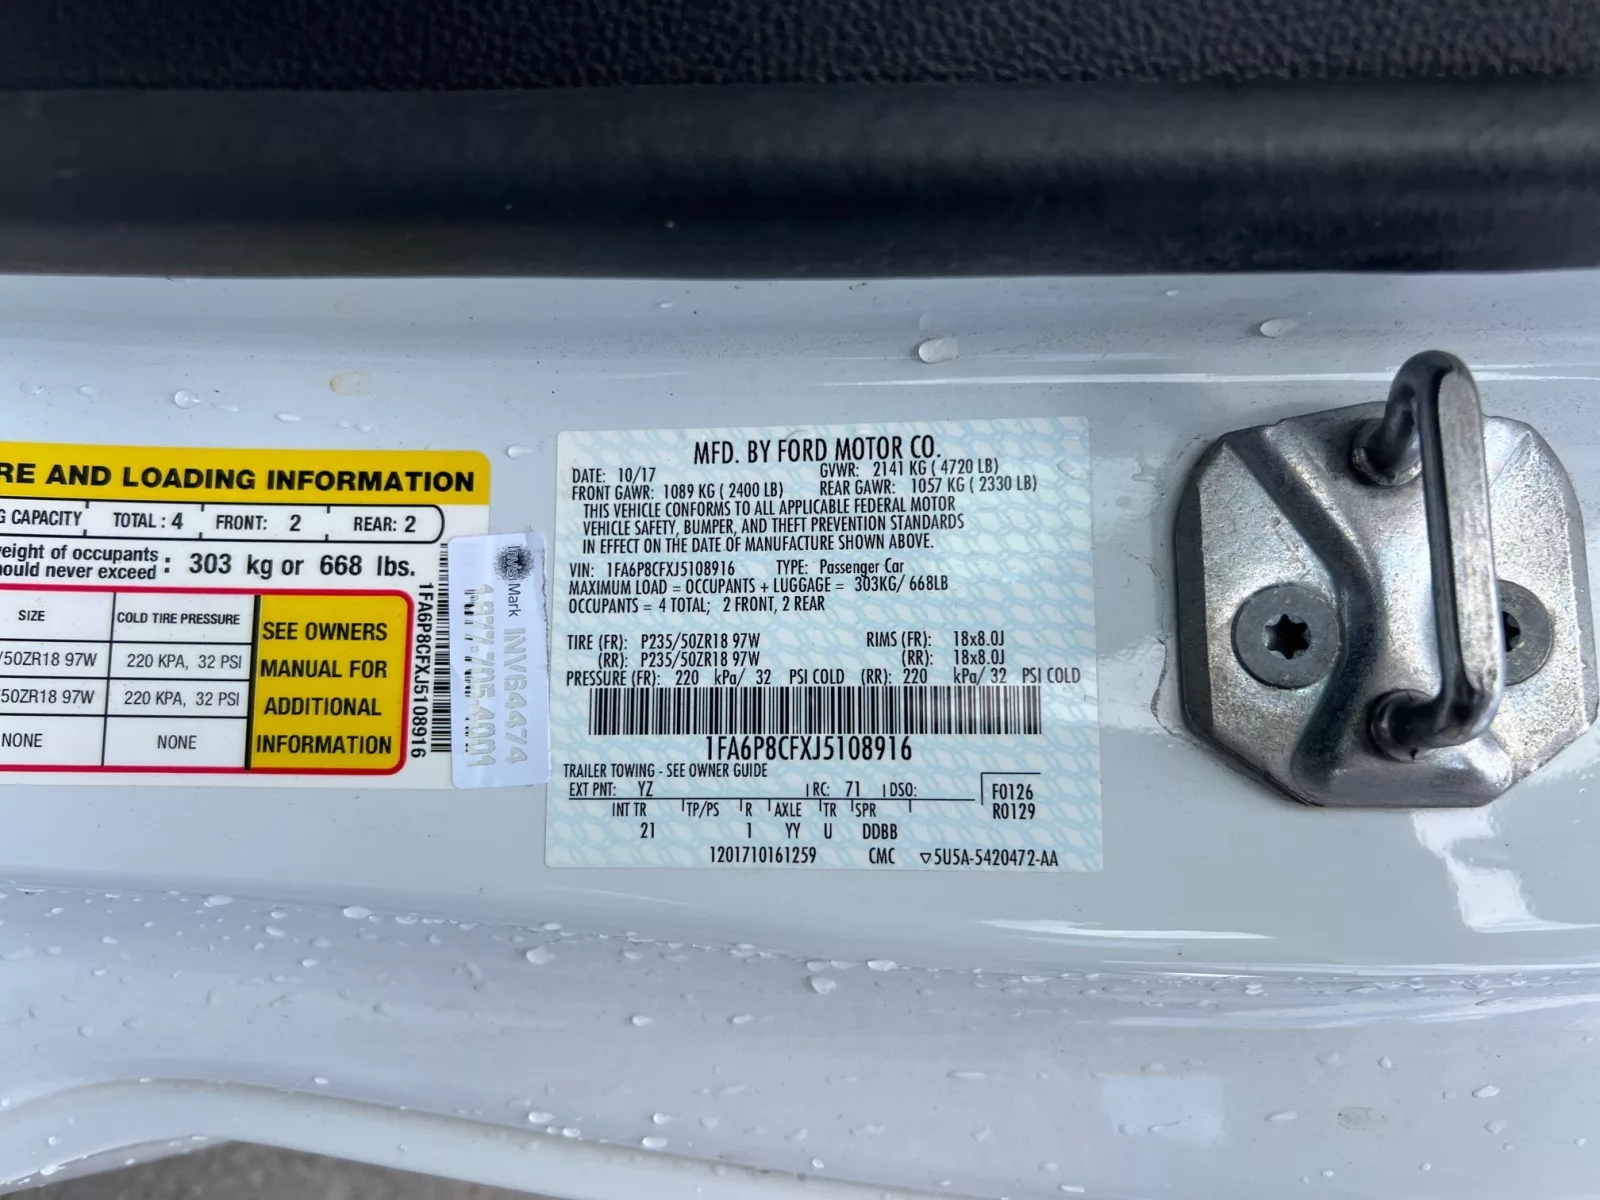 RE AND LOADING INFORMATION
G CAPACITY TOTAL : 4 FRONT: 2 REAR: 2
eight of occupants
ould never exceed : 303 kg or 668 lbs.
SIZE COLD TIRE PRESSURE
/50ZR18 97W 220 KPA, 32 PSI
50ZR18 97W 220 KPA, 32 PSI
NONE NONE
SEE OWNERS
MANUAL FOR
ADDITIONAL
INFORMATION
1FA6P8CFXJ5108916
Mark
INV64474
MFD. BY FORD MOTOR CO.
DATE: 10/17 GVWR: 2141 KG ( 4720 LB)
FRONT GAWR: 1089 KG ( 2400 LB) REAR GAWR: 1057 KG ( 2330 LB)
THIS VEHICLE CONFORMS TO ALL APPLICABLE FEDERAL MOTOR
VEHICLE SAFETY, BUMPER, AND THEFT PREVENTION STANDARDS
IN EFFECT ON THE DATE OF MANUFACTURE SHOWN ABOVE.
VIN: 1FA6P8CFXJ5108916 TYPE: Passenger Car
MAXIMUM LOAD = OCCUPANTS + LUGGAGE = 303KG/ 668LB
OCCUPANTS = 4 TOTAL; 2 FRONT, 2 REAR
TIRE (FR): P235/50ZR18 97W RIMS (FR): 18x8.0J
(RR): P235/50ZR18 97W (RR): 18x8.0J
PRESSURE (FR): 220 kPa/ 32 PSI COLD (RR): 220 kPa/ 32 PSI COLD
1FA6P8CFXJ5108916
TRAILER TOWING - SEE OWNER GUIDE
EXT PNT: YZ RC: 71 DSO: F0126
INT TR TP/PS R AXLE TR SPR R0129
21 1 YY U DDBB
1201710161259 CMC ▽5U5A-5420472-AA